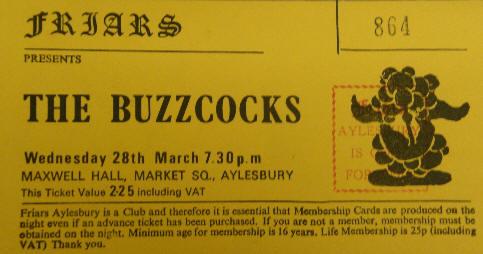 FRIARS
864
PRESENTS
THE BUZZCOCKS
Wednesday 28th March 7.30p.m
MAXWELL HALL, MARKET SQ., AYLESBURY
This Ticket Value 2·25 including VAT
AYLESBURY
IS
FOR
Friars Aylesbury is a Club and therefore it is essential that Membership Cards are produced on the
night even if an advance ticket has been purchased. If you are not a member, membership must be
obtained on the night. Minimum age for membership is 16 years. Life Membership is 25p (including
VAT) Thank you.